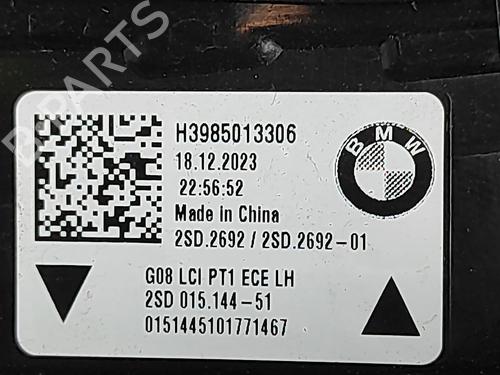 H3985013306
18.12.2023
22:56:52
Made in China
2SD.2692 / 2SD.2692-01
BMW
G08 LCI PT1 ECE LH
2SD 015.144-51
0151445101771467
B-PARTS